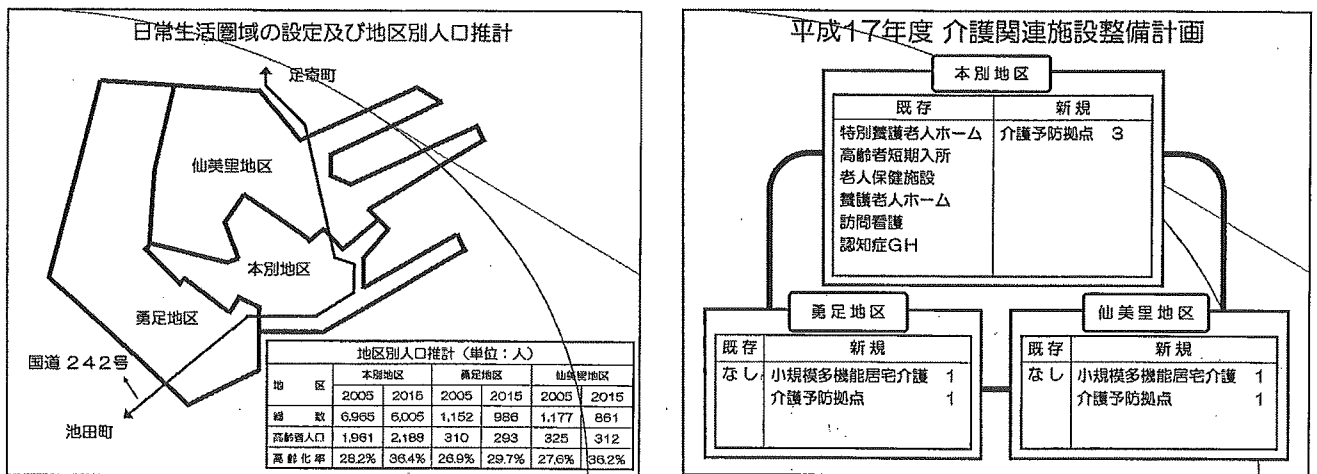 日常生活圏域の設定及び地区別人口推計
足寄町
仙美里地区
本別地区
勇足地区
国道242号
池田町
地区別人口推計（単位：人）
地区 本別地区 勇足地区 仙美里地区
2005 2015 2005 2015 2005 2015
総数 6,965 6,005 1,152 986 1,177 861
高齢者人口 1,961 2,188 310 293 325 312
高齢化率 28.2% 36.4% 26.9% 29.7% 27.6% 36.2%
平成17年度 介護関連施設整備計画
本別地区
既存 新規
特別養護老人ホーム 介護予防拠点 3
高齢者短期入所
老人保健施設
養護老人ホーム
訪問看護
認知症GH
勇足地区
既存 新規
なし 小規模多機能居宅介護 1
介護予防拠点 1
仙美里地区
既存 新規
なし 小規模多機能居宅介護 1
介護予防拠点 1